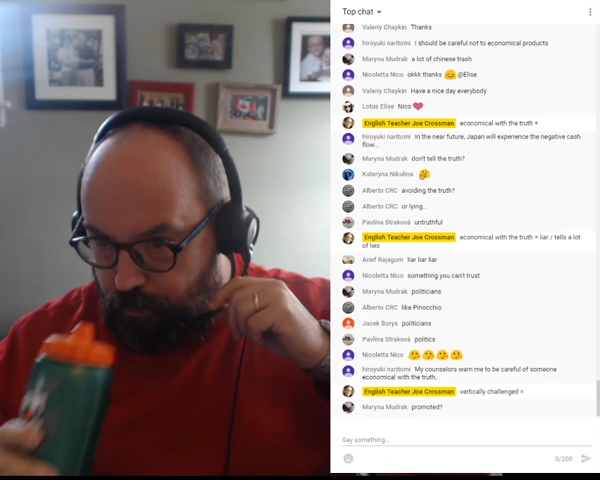 Top chat
Valeriy Chaykin Thanks
hiroyuki naritomi I should be careful not to economical products
Maryna Mudrak a lot of chinese trash
Nicoletta Nico okkk thanks @Elise
Valeriy Chaykin Have a nice day everybody
Lotus Elise Nico
English Teacher Joe Crossman economical with the truth =
hiroyuki naritomi In the near future, Japan will experience the negative cash
flow...
Maryna Mudrak don't tell the truth?
Kateryna Nikulina
Alberto CRC avoiding the truth?
Alberto CRC or lying...
Pavlína Straková untruthful
English Teacher Joe Crossman economical with the truth = liar / tells a lot
of lies
Arief Rajagum liar liar liar
Nicoletta Nico something you can't trust
Maryna Mudrak politicians
Alberto CRC like Pinocchio.
Jacek Borys politicians
Pavlína Straková politics
Nicoletta Nico
hiroyuki naritomi My counselors warn me to be careful of someone
economical with the truth.
English Teacher Joe Crossman vertically challenged =
Maryna Mudrak promoted?
Say something...
0/200